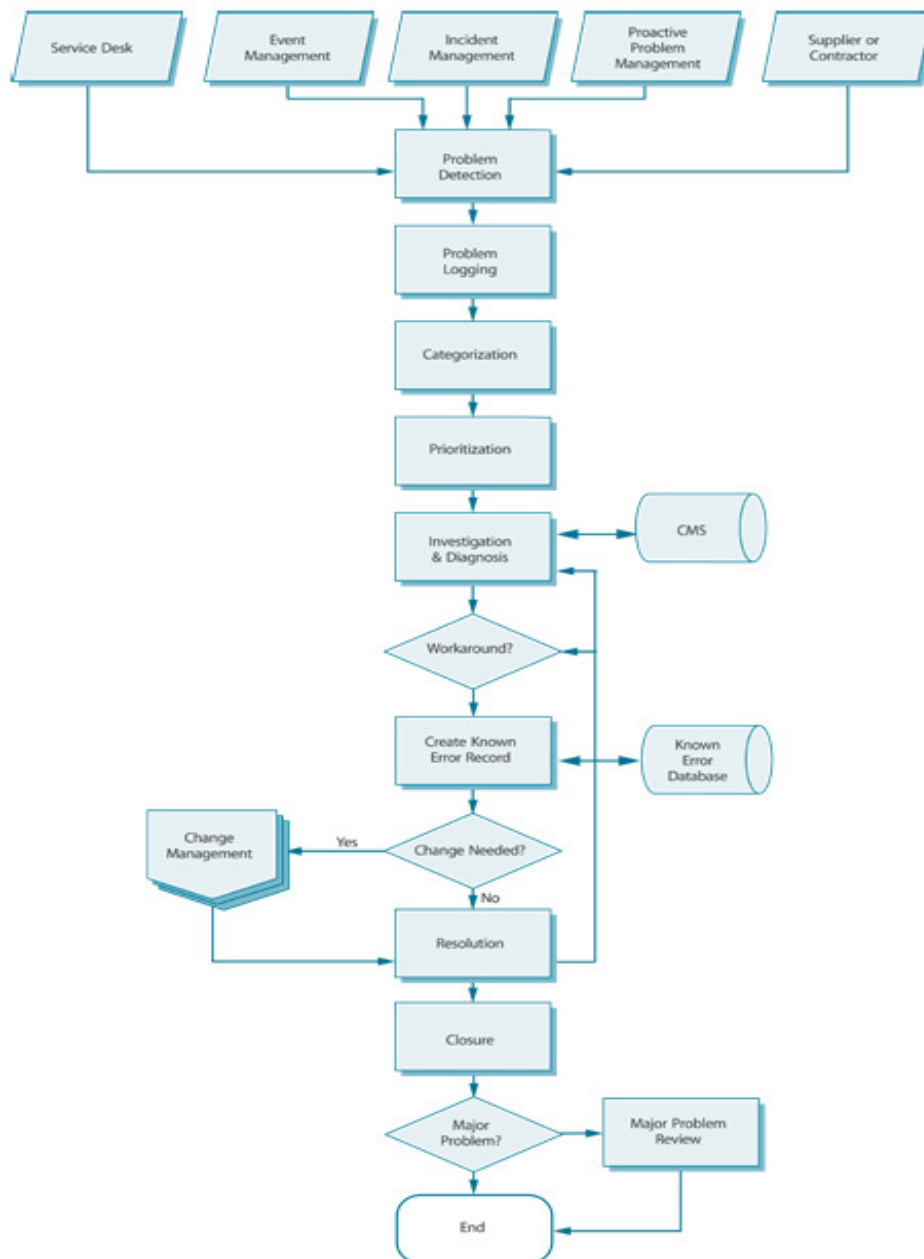 Service Desk
Event
Management
Incident
Management
Proactive
Problem
Management
Supplier or
Contractor
Problem
Detection
Problem
Logging
Categorization
Prioritization
Investigation
& Diagnosis
CMS
Workaround?
Create Known
Error Record
Known
Error
Database
Change
Management
Yes
Change Needed?
No
Resolution
Closure
Major
Problem?
Major Problem
Review
End